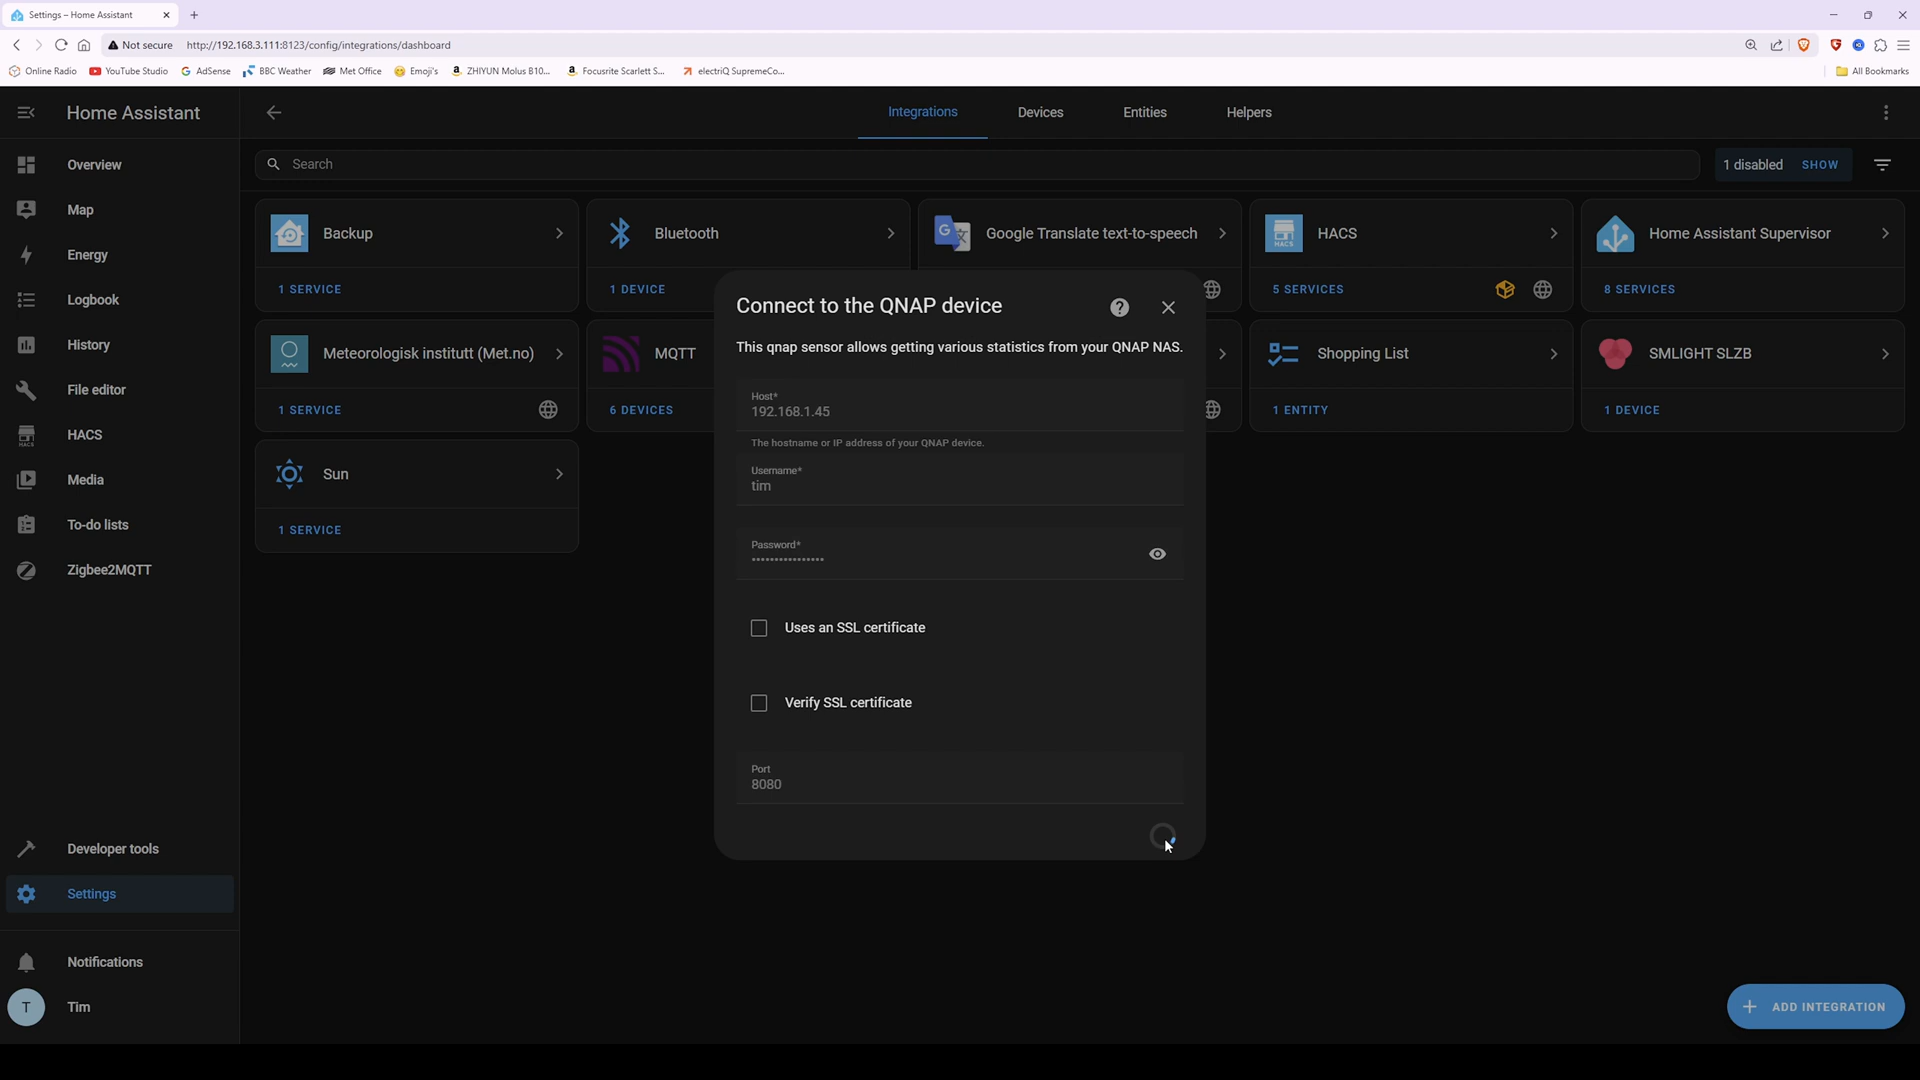 Settings – Home Assistant
Not secure
http://192.168.3.111:8123/config/integrations/dashboard
Online Radio
YouTube Studio
AdSense
BBC Weather
Met Office
Emoji's
ZHIYUN Molus B10...
Focusrite Scarlett S...
electriQ SupremeCo...
All Bookmarks
Home Assistant
Integrations
Devices
Entities
Helpers
Overview
Map
Energy
Logbook
History
File editor
HACS
HACS
Media
To-do lists
Zigbee2MQTT
Developer tools
Settings
Notifications
T
Tim
Search
1 disabled
SHOW
Backup
1 SERVICE
Bluetooth
1 DEVICE
G
Google Translate text-to-speech
HACS
HACS
5 SERVICES
Home Assistant Supervisor
8 SERVICES
Meteorologisk institutt (Met.no)
1 SERVICE
MQTT
6 DEVICES
Shopping List
1 ENTITY
SMLIGHT SLZB
1 DEVICE
Sun
1 SERVICE
Connect to the QNAP device
This qnap sensor allows getting various statistics from your QNAP NAS.
Host*
192.168.1.45
The hostname or IP address of your QNAP device.
Username*
tim
Password*
••••••••••••••••
Uses an SSL certificate
Verify SSL certificate
Port
8080
ADD INTEGRATION